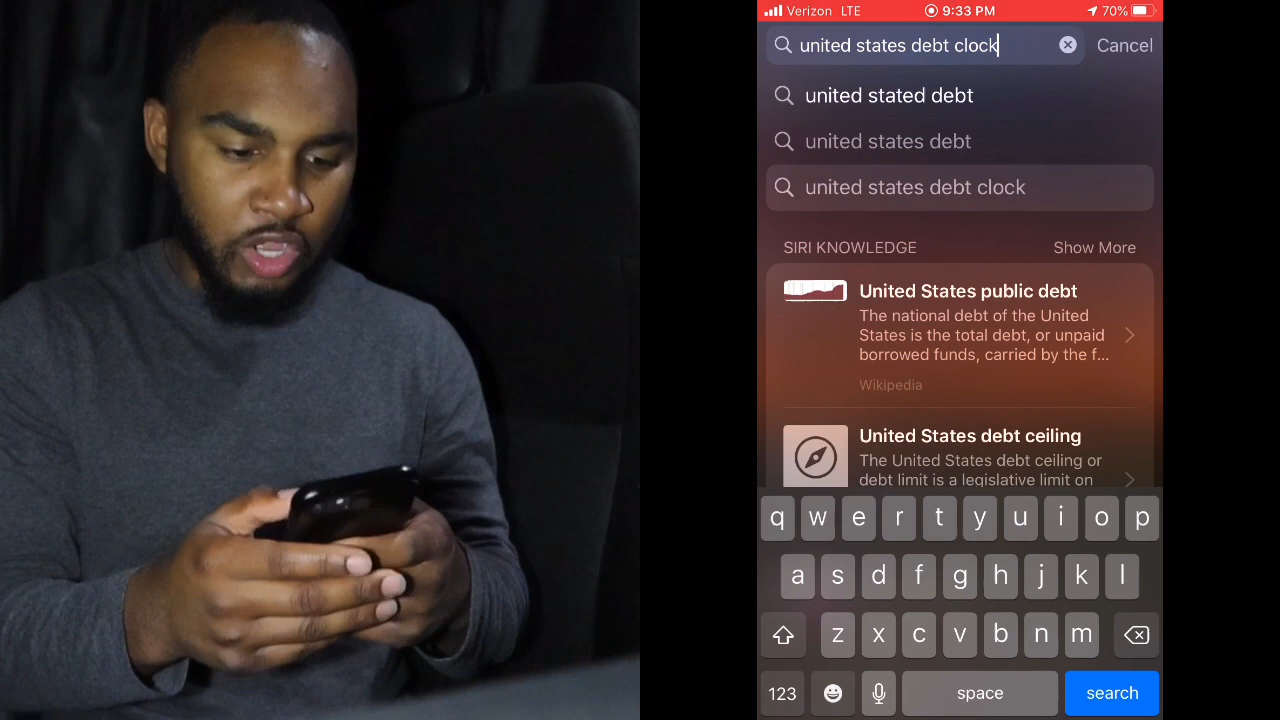 Verizon LTE 9:33 PM 70%
united states debt clock Cancel
united stated debt
united states debt
united states debt clock
SIRI KNOWLEDGE Show More
United States public debt
The national debt of the United
States is the total debt, or unpaid
borrowed funds, carried by the f...
Wikipedia
United States debt ceiling
The United States debt ceiling or
debt limit is a legislative limit on
q w e r t y u i o p
a s d f g h j k l
z x c v b n m
123 space search